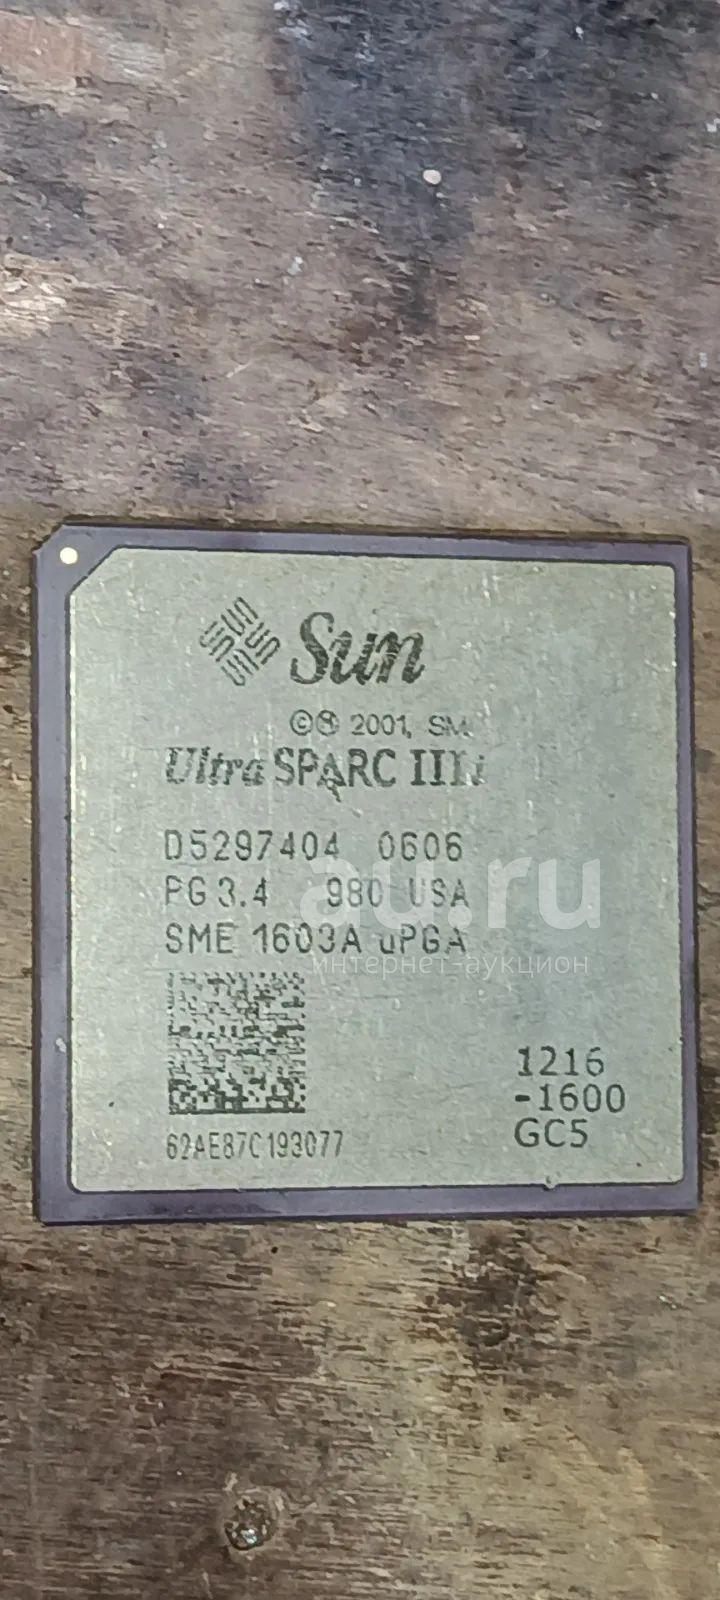 Sun
©Ⓜ 2001, SM
UltraSPARC IIIi
D5297404 0606
PG 3.4 980 USA
SME 1603A uPGA
au.ru
интернет-аукцион
1216
-1600
GC5
62AE87C193077